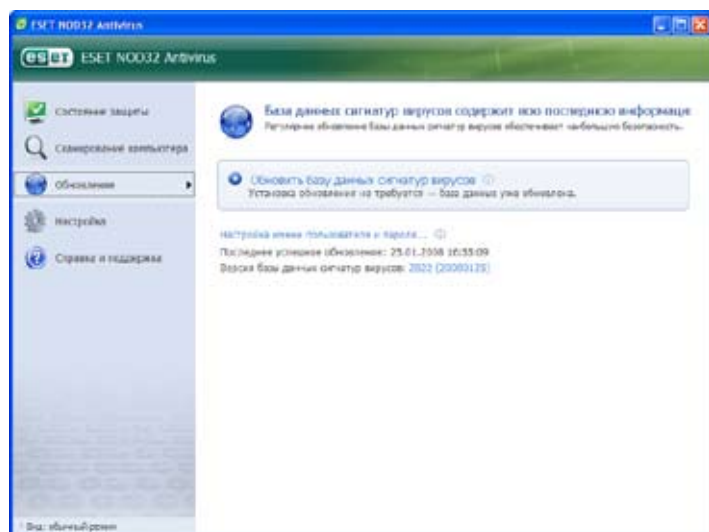 ESET NOD32 Antivirus
eset ESET NOD32 Antivirus
Состояние защиты
Сканирование компьютера
Обновление
Настройка
Справка и поддержка
База данных сигнатур вирусов содержит всю последнюю информаци
Регулярное обновление базы данных сигнатур вирусов обеспечивает наибольшую безопасность.
Обновить базу данных сигнатур вирусов
Установка обновления не требуется — база данных уже обновлена.
Настройка имени пользователя и пароля...
Последнее успешное обновление: 25.01.2008 16:55:09
Версия базы данных сигнатур вирусов: 2822 (20080125)
Вид: обычный режим